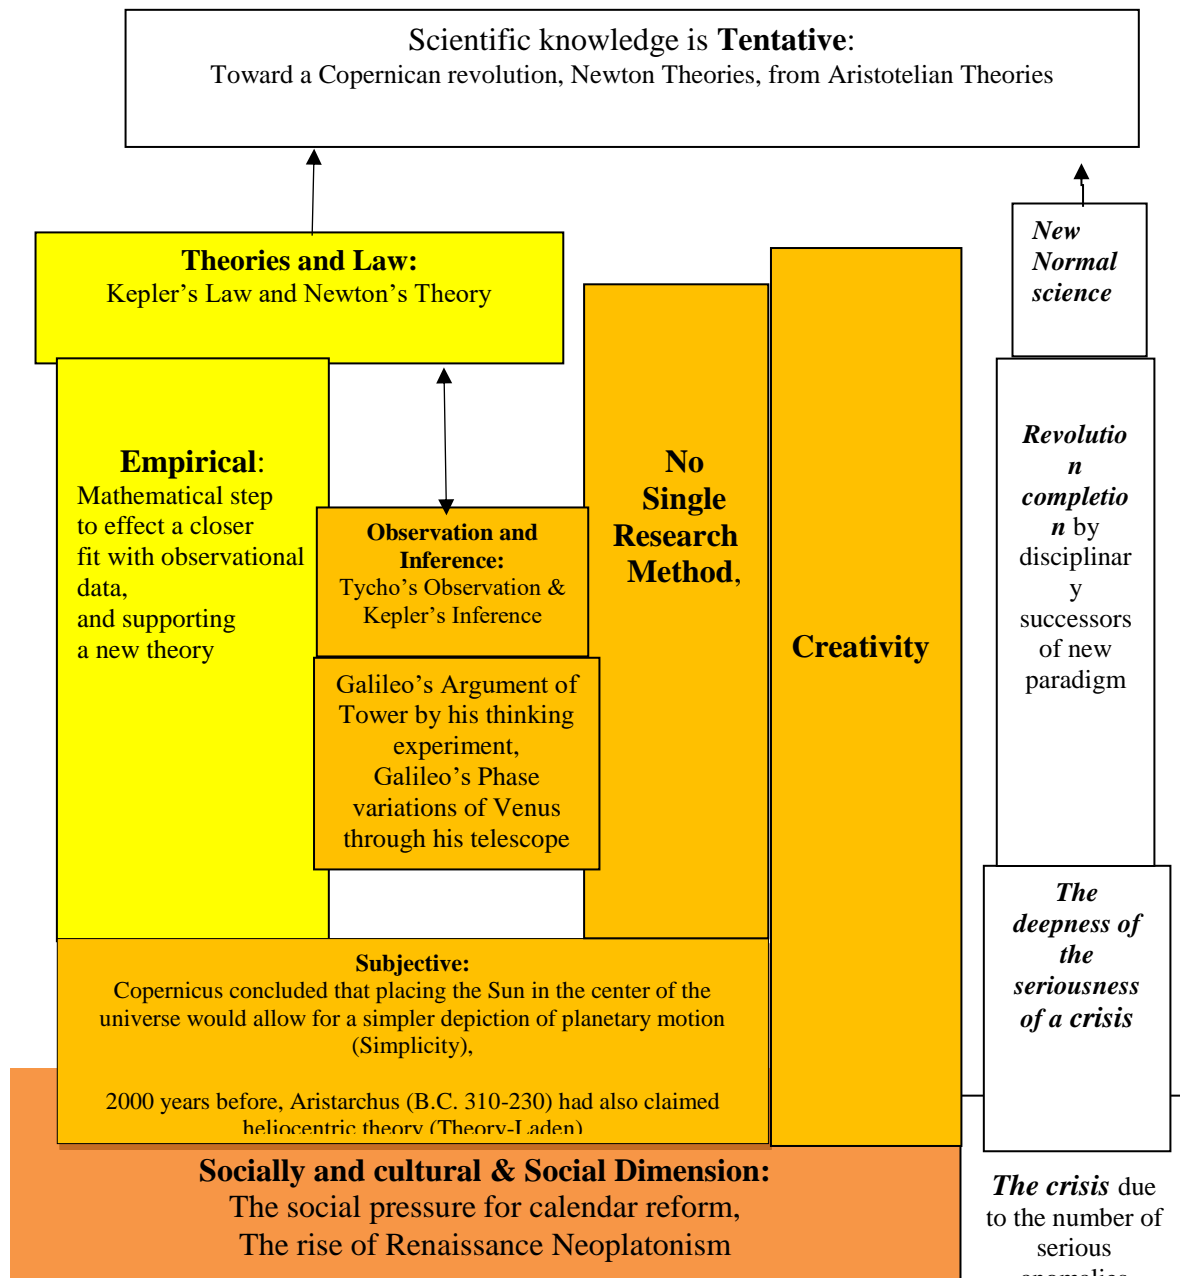 Scientific knowledge is Tentative:
Toward a Copernican revolution, Newton Theories, from Aristotelian Theories
Theories and Law:
Kepler's Law and Newton's Theory
Empirical:
Mathematical step
to effect a closer
fit with observational
data,
and supporting
a new theory
Observation and
Inference:
Tycho's Observation &
Kepler's Inference
Galileo's Argument of
Tower by his thinking
experiment,
Galileo's Phase
variations of Venus
through his telescope
No
Single
Research
Method,
Creativity
New
Normal
science
Revolutio
n
completio
n by
disciplinar
y
successors
of new
paradigm
The
deepness of
the
seriousness
of a crisis
Subjective:
Copernicus concluded that placing the Sun in the center of the
universe would allow for a simpler depiction of planetary motion
(Simplicity),
2000 years before, Aristarchus (B.C. 310-230) had also claimed
heliocentric theory (Theory-Laden)
Socially and cultural & Social Dimension:
The social pressure for calendar reform,
The rise of Renaissance Neoplatonism
The crisis due
to the number of
serious
anomalies